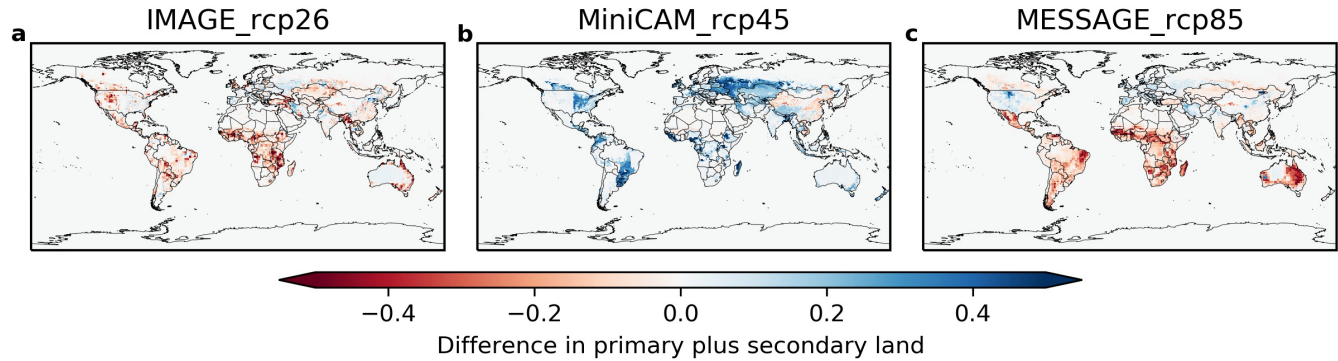 a
IMAGE_rcp26
b
MiniCAM_rcp45
c
MESSAGE_rcp85
−0.4
−0.2
0.0
0.2
0.4
Difference in primary plus secondary land